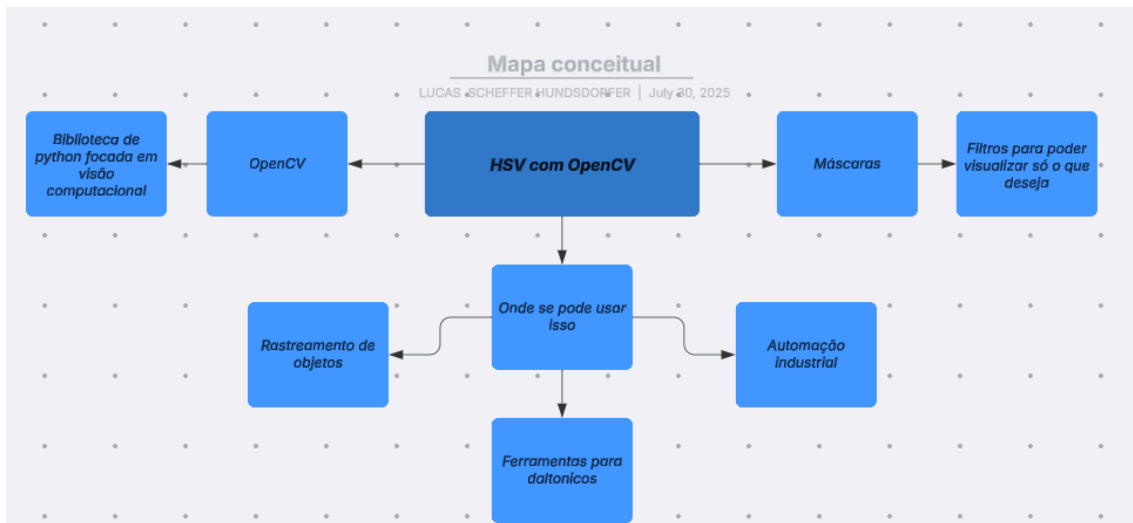 Mapa conceitual
LUCAS SCHEFFER HUNDSDORFER | July 30, 2025
Biblioteca de
python focada em
visão
computacional
OpenCV
HSV com OpenCV
Máscaras
Filtros para poder
visualizar só o que
deseja
Onde se pode usar
isso
Rastreamento de
objetos
Automação
industrial
Ferramentas para
daltonicos